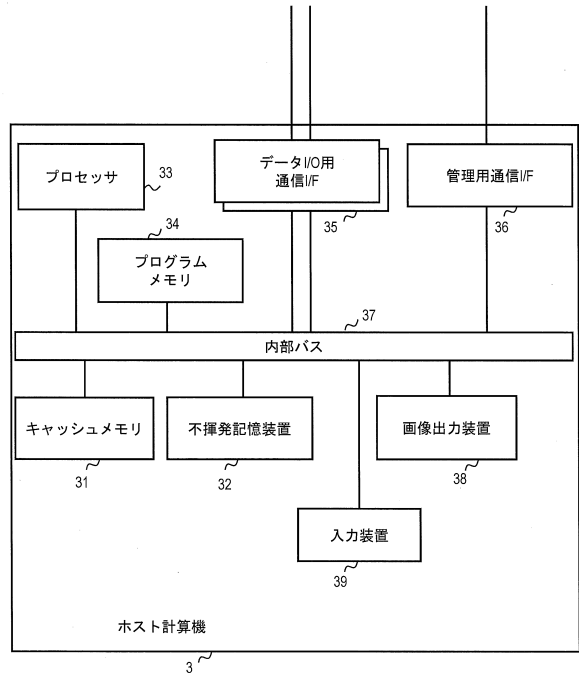 プロセッサ
33
データI/O用
通信I/F
35
管理用通信I/F
36
34
プログラム
メモリ
37
内部バス
キャッシュメモリ
31
不揮発記憶装置
32
画像出力装置
38
入力装置
39
ホスト計算機
3